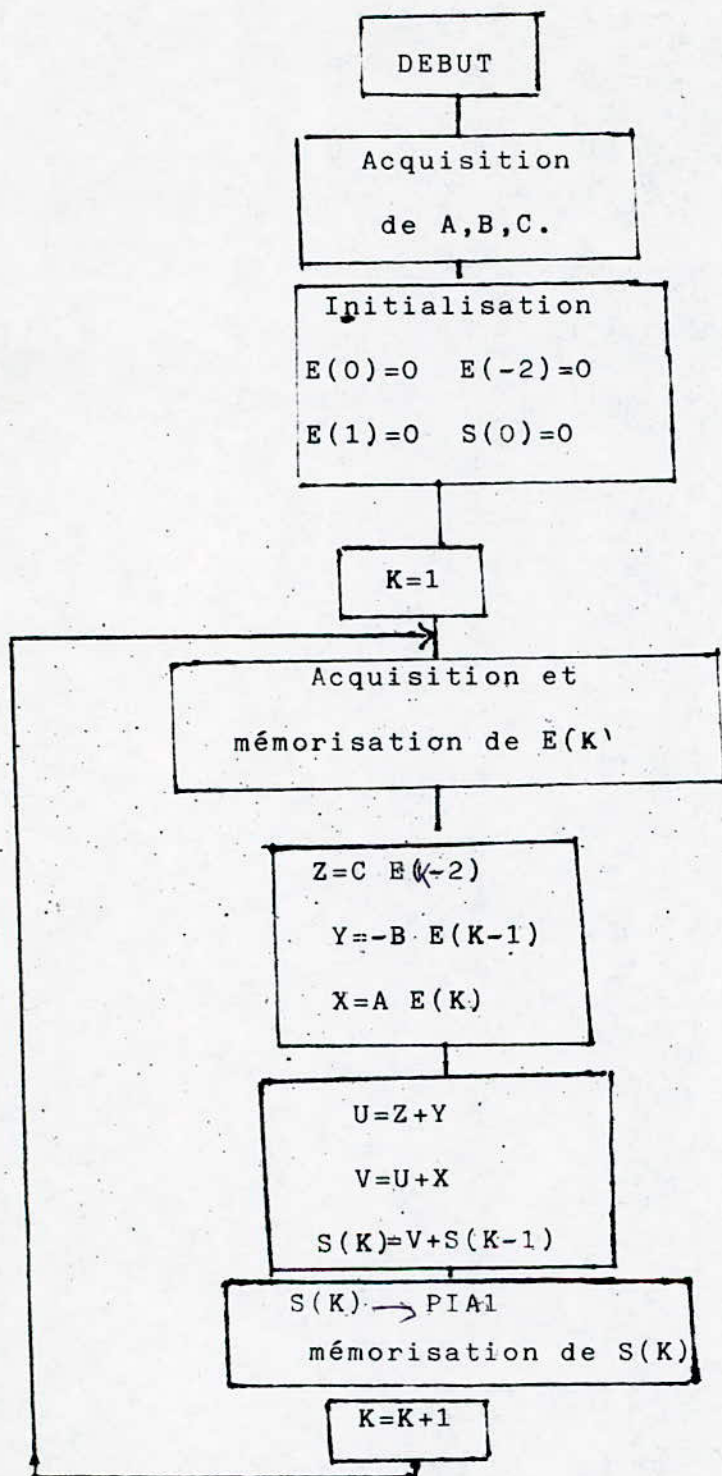 DEBUT
Acquisition
de A,B,C.
Initialisation
E(0)=0 E(-2)=0
E(1)=0 S(0)=0
K=1
Acquisition et
mémorisation de E(K)
Z=C E(K-2)
Y=-B E(K-1)
X=A E(K)
U=Z+Y
V=U+X
S(K)=V+S(K-1)
S(K) → PIA1
mémorisation de S(K)
K=K+1